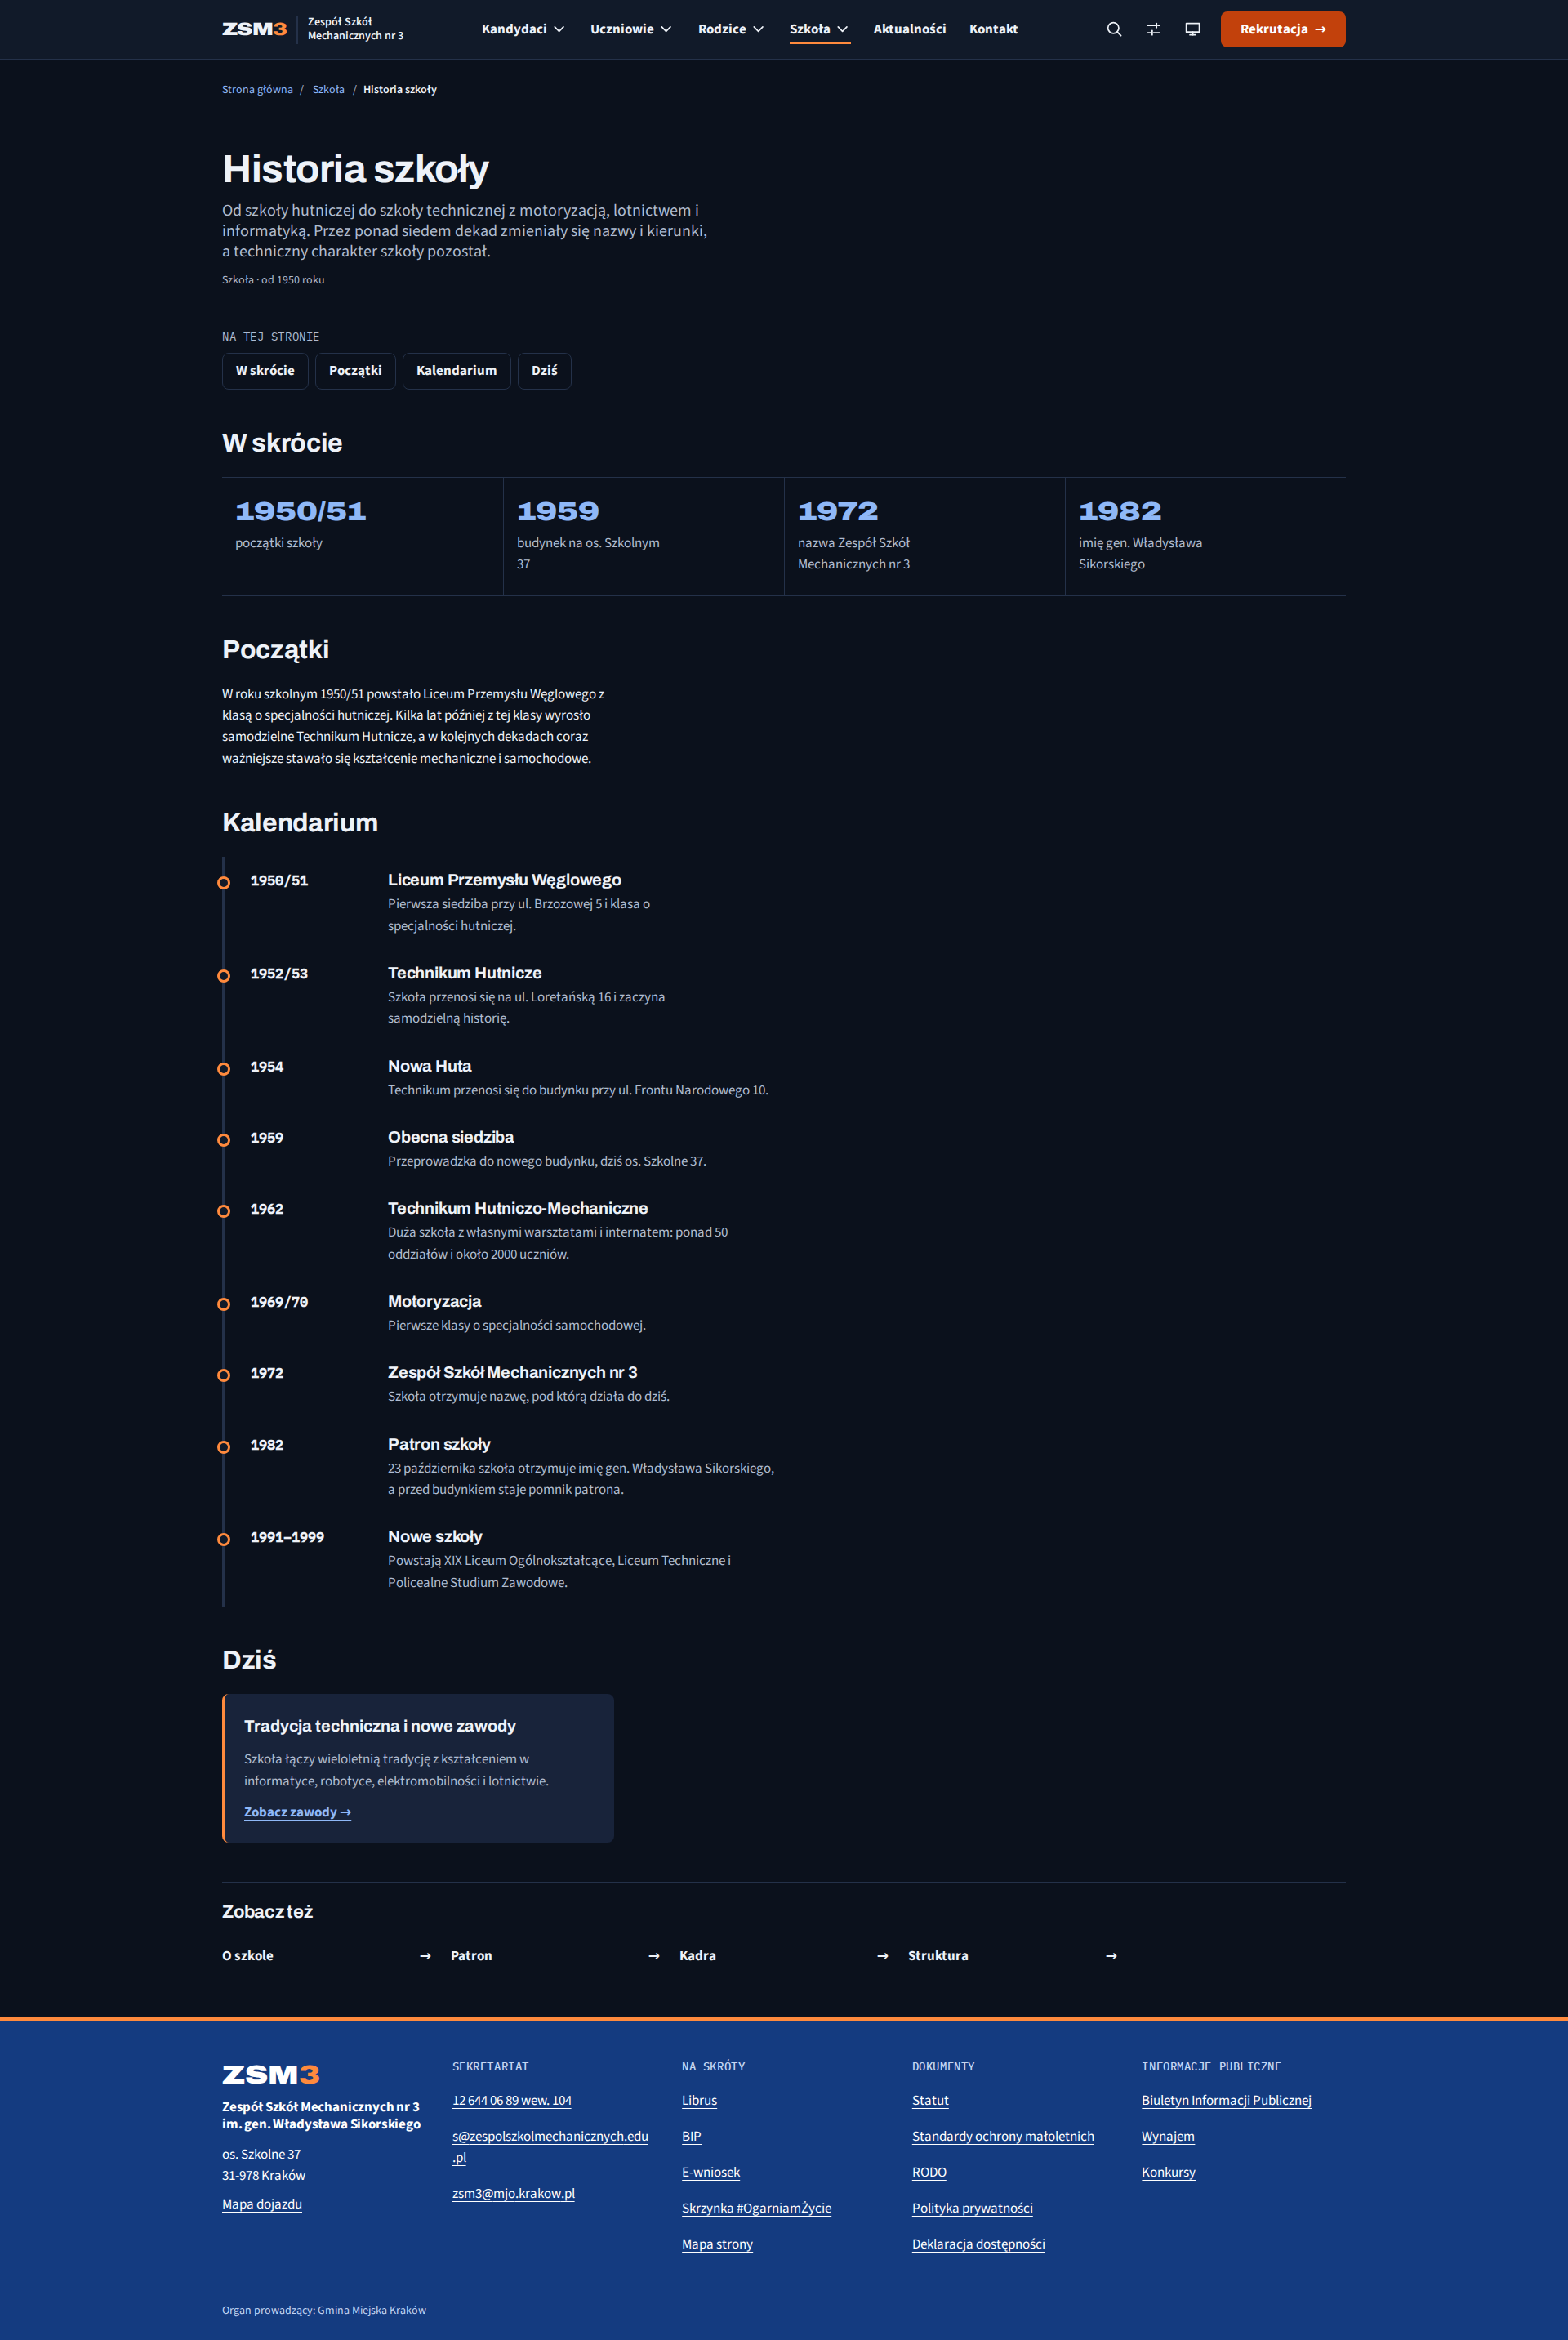 ZSM3
Zespół Szkół
Mechanicznych nr 3
Kandydaci
Uczniowie
Rodzice
Szkoła
Aktualności
Kontakt
Rekrutacja →
Strona główna / Szkoła / Historia szkoły
Historia szkoły
Od szkoły hutniczej do szkoły technicznej z motoryzacją, lotnictwem i
informatyką. Przez ponad siedem dekad zmieniały się nazwy i kierunki,
a techniczny charakter szkoły pozostał.
Szkoła · od 1950 roku
NA TEJ STRONIE
W skrócie
Początki
Kalendarium
Dziś
W skrócie
1950/51
początki szkoły
1959
budynek na os. Szkolnym
37
1972
nazwa Zespół Szkół
Mechanicznych nr 3
1982
imię gen. Władysława
Sikorskiego
Początki
W roku szkolnym 1950/51 powstało Liceum Przemysłu Węglowego z
klasą o specjalności hutniczej. Kilka lat później z tej klasy wyrosło
samodzielne Technikum Hutnicze, a w kolejnych dekadach coraz
ważniejsze stawało się kształcenie mechaniczne i samochodowe.
Kalendarium
1950/51
Liceum Przemysłu Węglowego
Pierwsza siedziba przy ul. Brzozowej 5 i klasa o
specjalności hutniczej.
1952/53
Technikum Hutnicze
Szkoła przenosi się na ul. Loretańską 16 i zaczyna
samodzielną historię.
1954
Nowa Huta
Technikum przenosi się do budynku przy ul. Frontu Narodowego 10.
1959
Obecna siedziba
Przeprowadzka do nowego budynku, dziś os. Szkolne 37.
1962
Technikum Hutniczo-Mechaniczne
Duża szkoła z własnymi warsztatami i internatem: ponad 50
oddziałów i około 2000 uczniów.
1969/70
Motoryzacja
Pierwsze klasy o specjalności samochodowej.
1972
Zespół Szkół Mechanicznych nr 3
Szkoła otrzymuje nazwę, pod którą działa do dziś.
1982
Patron szkoły
23 października szkoła otrzymuje imię gen. Władysława Sikorskiego,
a przed budynkiem staje pomnik patrona.
1991–1999
Nowe szkoły
Powstają XIX Liceum Ogólnokształcące, Liceum Techniczne i
Policealne Studium Zawodowe.
Dziś
Tradycja techniczna i nowe zawody
Szkoła łączy wieloletnią tradycję z kształceniem w
informatyce, robotyce, elektromobilności i lotnictwie.
Zobacz zawody →
Zobacz też
O szkole →
Patron →
Kadra →
Struktura →
ZSM3
Zespół Szkół Mechanicznych nr 3
im. gen. Władysława Sikorskiego
os. Szkolne 37
31-978 Kraków
Mapa dojazdu
SEKRETARIAT
12 644 06 89 wew. 104
s@zespolszkolmechanicznych.edu
.pl
zsm3@mjo.krakow.pl
NA SKRÓTY
Librus
BIP
E-wniosek
Skrzynka #OgarniamŻycie
Mapa strony
DOKUMENTY
Statut
Standardy ochrony małoletnich
RODO
Polityka prywatności
Deklaracja dostępności
INFORMACJE PUBLICZNE
Biuletyn Informacji Publicznej
Wynajem
Konkursy
Organ prowadzący: Gmina Miejska Kraków